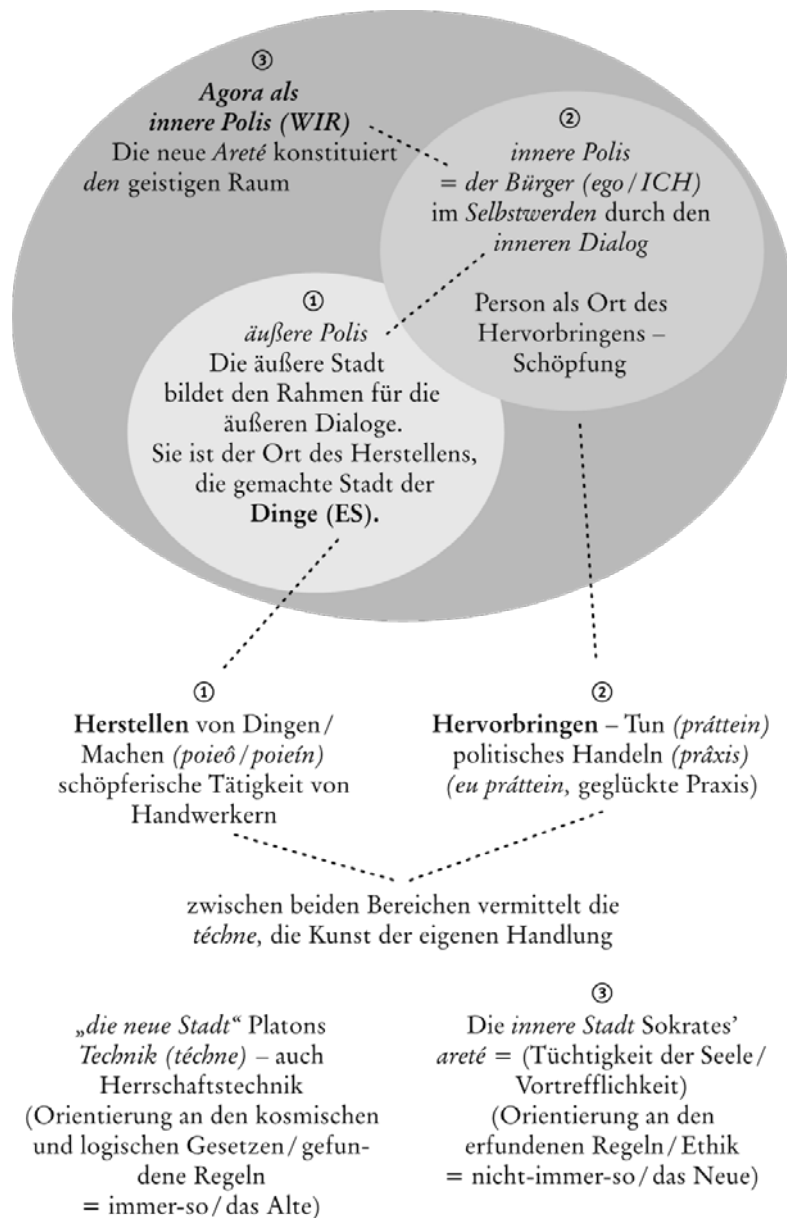 ③
Agora als
innere Polis (WIR)
Die neue Areté konstituiert
den geistigen Raum
②
innere Polis
= der Bürger (ego / ICH)
im Selbstwerden durch den
inneren Dialog
Person als Ort des
Hervorbringens –
Schöpfung
①
äußere Polis
Die äußere Stadt
bildet den Rahmen für die
äußeren Dialoge.
Sie ist der Ort des Herstellens,
die gemachte Stadt der
Dinge (ES).
①
Herstellen von Dingen /
Machen (poieô / poieín)
schöpferische Tätigkeit von
Handwerkern
②
Hervorbringen – Tun (práttein)
politisches Handeln (prâxis)
(eu práttein, geglückte Praxis)
zwischen beiden Bereichen vermittelt die
téchne, die Kunst der eigenen Handlung
„die neue Stadt“ Platons
Technik (téchne) – auch
Herrschaftstechnik
(Orientierung an den kosmischen
und logischen Gesetzen / gefun-
dene Regeln
= immer-so / das Alte)
③
Die innere Stadt Sokrates’
areté = (Tüchtigkeit der Seele /
Vortrefflichkeit)
(Orientierung an den
erfundenen Regeln / Ethik
= nicht-immer-so / das Neue)